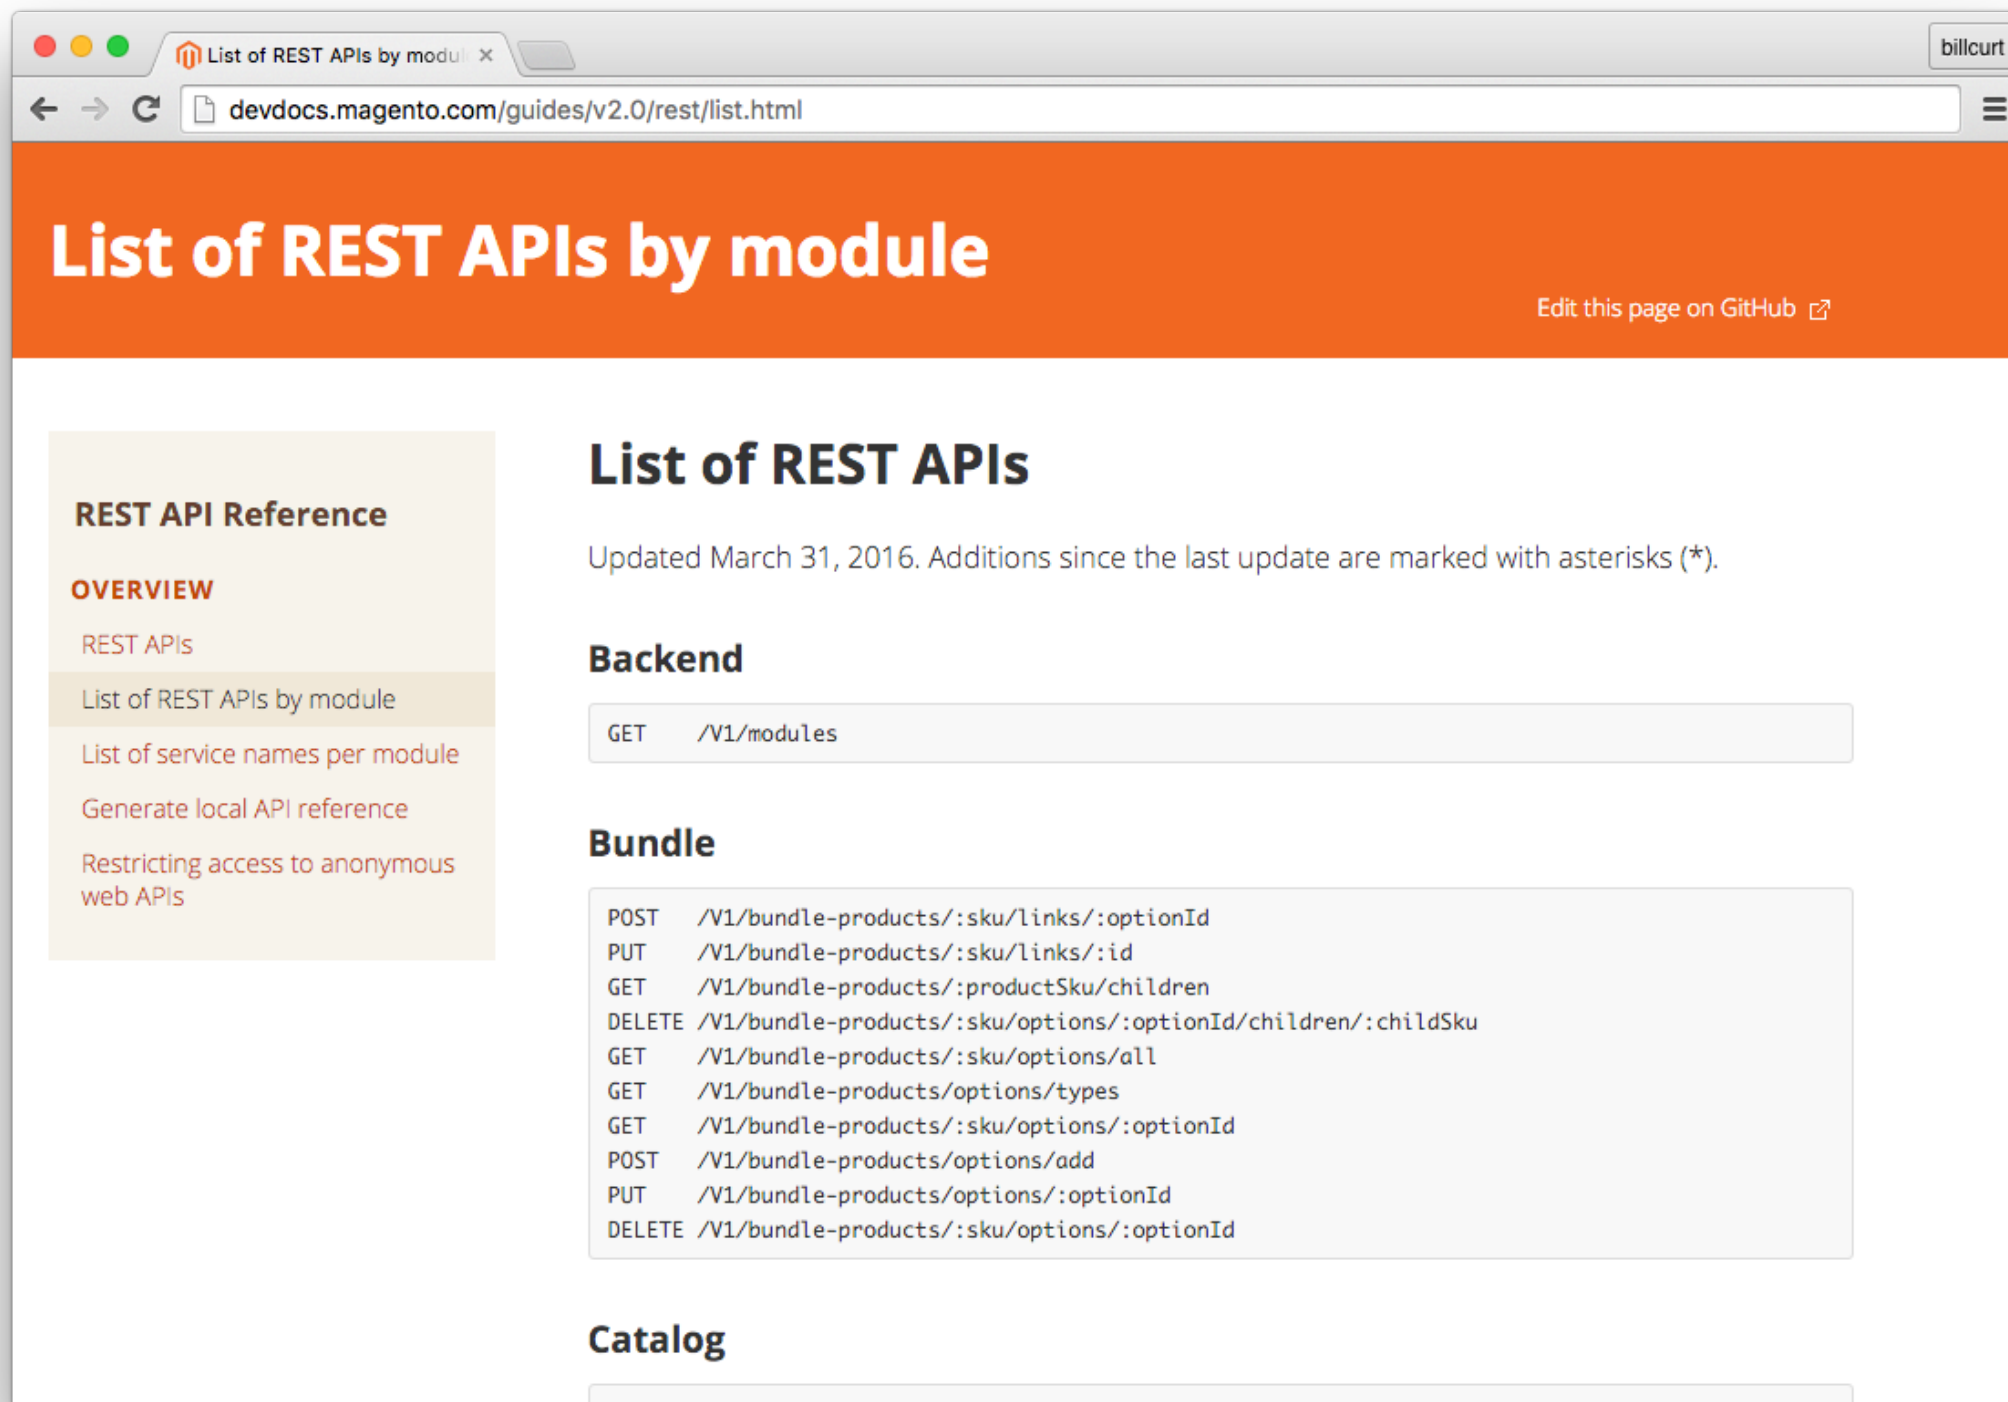 List of REST APIs by modul
billcurt
devdocs.magento.com/guides/v2.0/rest/list.html
List of REST APIs by module
Edit this page on GitHub
REST API Reference
OVERVIEW
REST APIs
List of REST APIs by module
List of service names per module
Generate local API reference
Restricting access to anonymous
web APIs
List of REST APIs
Updated March 31, 2016. Additions since the last update are marked with asterisks (*).
Backend
GET /V1/modules
Bundle
POST /V1/bundle-products/:sku/links/:optionId
PUT /V1/bundle-products/:sku/links/:id
GET /V1/bundle-products/:productSku/children
DELETE /V1/bundle-products/:sku/options/:optionId/children/:childSku
GET /V1/bundle-products/:sku/options/all
GET /V1/bundle-products/options/types
GET /V1/bundle-products/:sku/options/:optionId
POST /V1/bundle-products/options/add
PUT /V1/bundle-products/options/:optionId
DELETE /V1/bundle-products/:sku/options/:optionId
Catalog